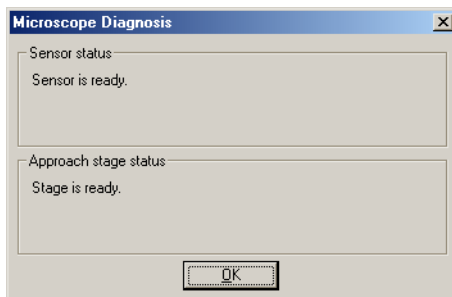 Microscope Diagnosis
Sensor status
Sensor is ready.
Approach stage status
Stage is ready.
OK